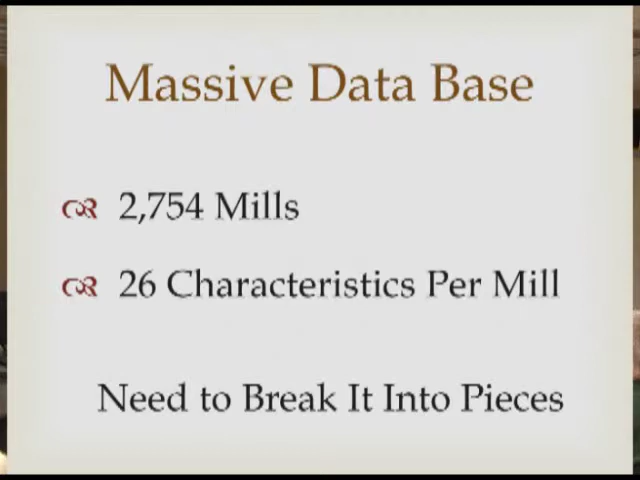 Massive Data Base
2,754 Mills
26 Characteristics Per Mill
Need to Break It Into Pieces